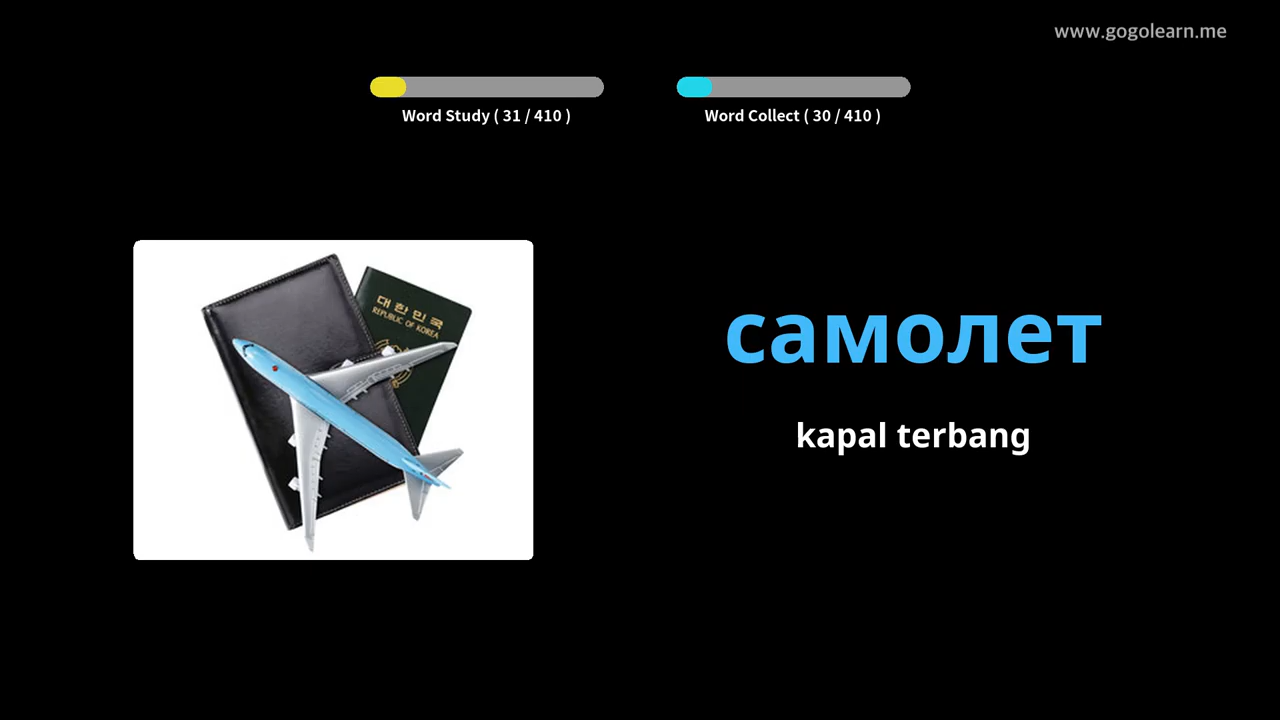 www.gogolearn.me
Word Study ( 31 / 410 )
Word Collect ( 30 / 410 )
대한민국
REPUBLIC OF KOREA
самолет
kapal terbang